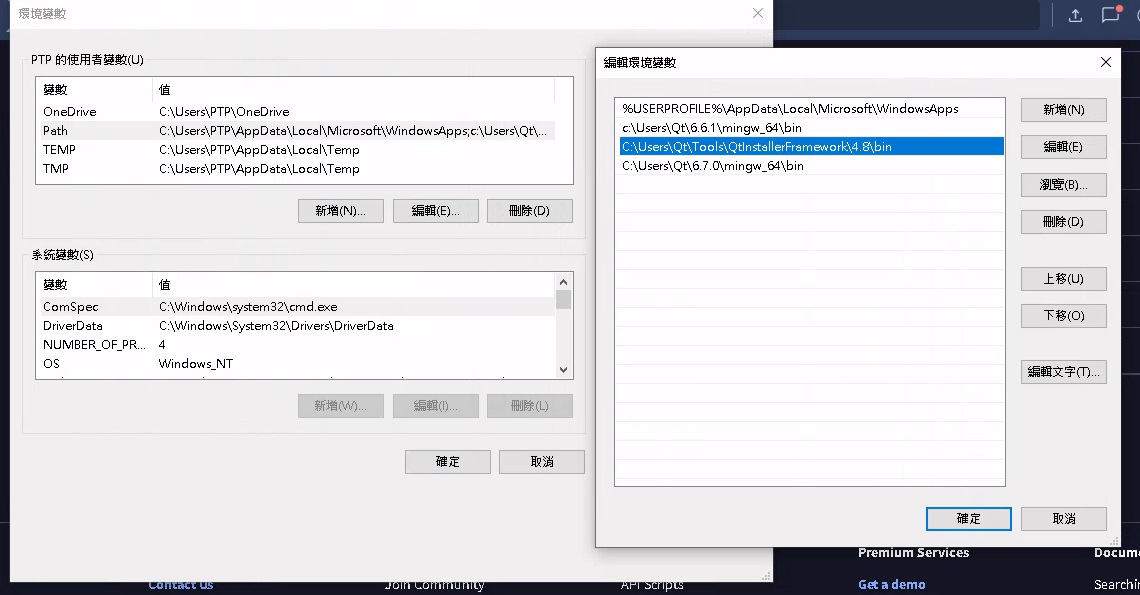 環境變數
PTP 的使用者變數(U)
變數 值
OneDrive C:\Users\PTP\OneDrive
Path C:\Users\PTP\AppData\Local\Microsoft\WindowsApps;c:\Users\Qt\...
TEMP C:\Users\PTP\AppData\Local\Temp
TMP C:\Users\PTP\AppData\Local\Temp
新增(N)... 編輯(E)... 刪除(D)
系統變數(S)
變數 值
ComSpec C:\Windows\system32\cmd.exe
DriverData C:\Windows\System32\Drivers\DriverData
NUMBER_OF_PR... 4
OS Windows_NT
新增(W)... 編輯(I)... 刪除(L)
確定 取消
編輯環境變數
%USERPROFILE%\AppData\Local\Microsoft\WindowsApps
c:\Users\Qt\6.6.1\mingw_64\bin
C:\Users\Qt\Tools\QtInstallerFramework\4.8\bin
C:\Users\Qt\6.7.0\mingw_64\bin
新增(N)
編輯(E)
瀏覽(B)...
刪除(D)
上移(U)
下移(O)
編輯文字(T)...
確定 取消
Premium Services
Contact Us Join Community API Scripts Get a demo